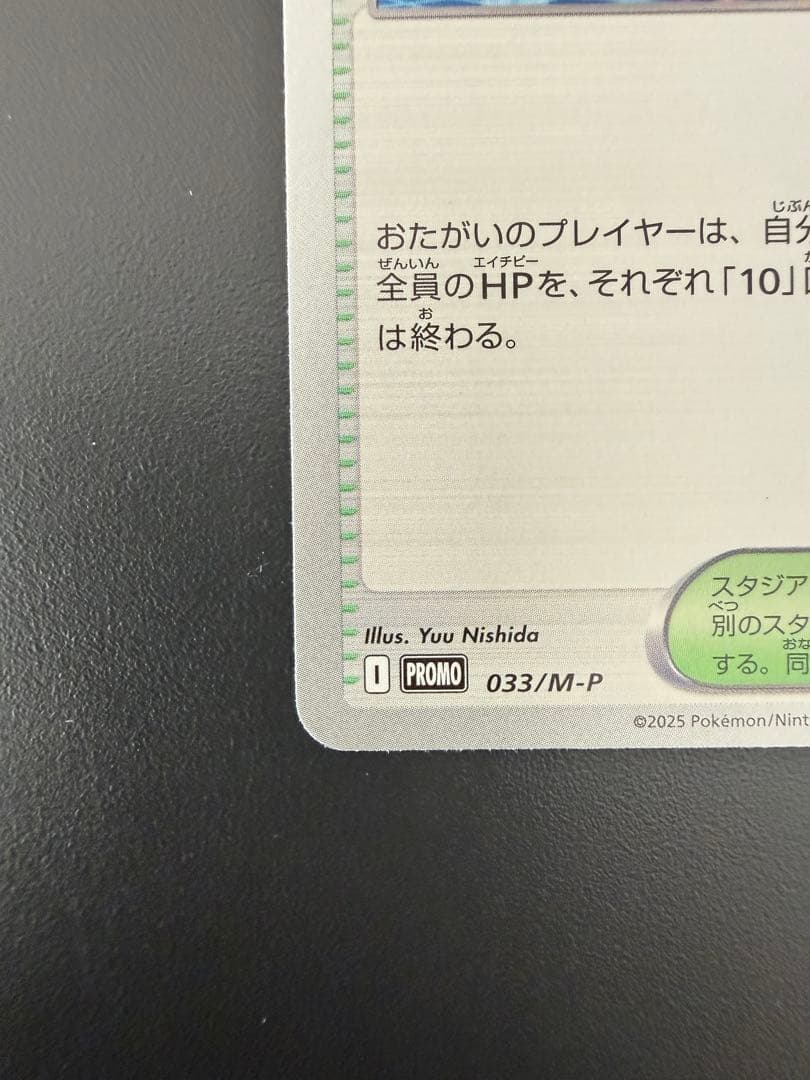 じぶん
おたがいのプレイヤーは、自分
ぜんいん エイチピー
全員のHPを、それぞれ「10」
お
は終わる。
スタジア
べつ
別のスタ
おな
する。同
Illus. Yuu Nishida
I PROMO 033/M-P
©2025 Pokémon/Nint